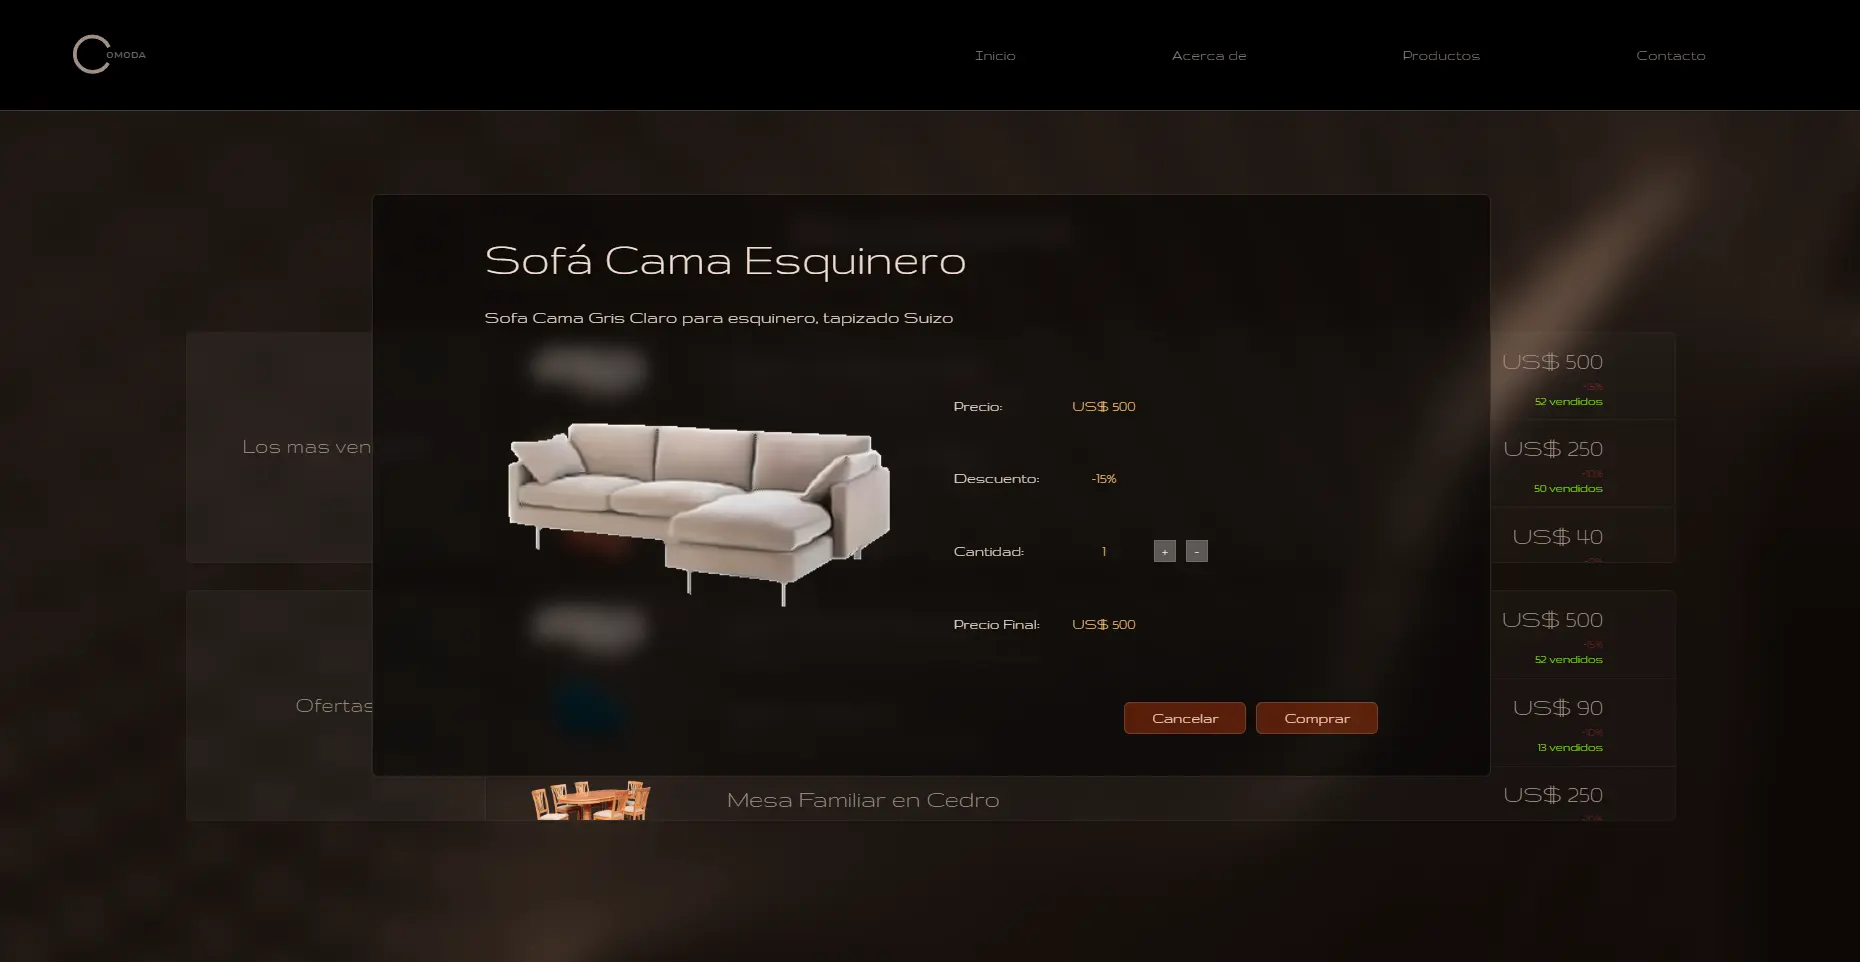 COMODA
Inicio
Acerca de
Productos
Contacto
Sofá Cama Esquinero
Sofa Cama Gris Claro para esquinero, tapizado Suizo
Precio: US$ 500
Descuento: -15%
Cantidad: 1 + -
Precio Final: US$ 500
Cancelar
Comprar
Los mas ven
US$ 500
-15%
52 vendidos
US$ 250
-10%
50 vendidos
US$ 40
Ofertas
US$ 500
-15%
52 vendidos
US$ 90
-10%
13 vendidos
Mesa Familiar en Cedro
US$ 250